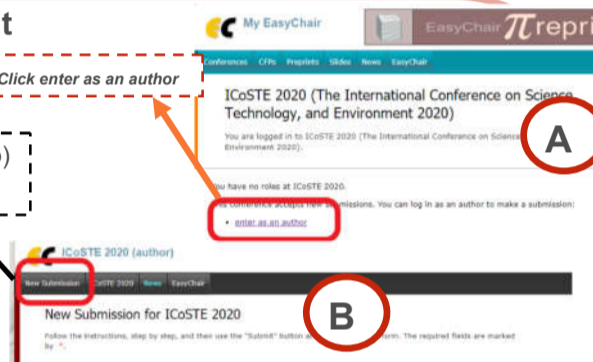 t
My EasyChair
EasyChair πrepri
Click enter as an author
Conferences CFPs Preprints Slides News EasyChair
ICoSTE 2020 (The International Conference on Science
Technology, and Environment 2020)
You are logged in to ICoSTE 2020 (The International Conference on Science
Environment 2020).
A
)
You have no roles at ICoSTE 2020.
conference accepts new submissions. You can log in as an author to make a submission:
• enter as an author
ICoSTE 2020 (author)
New Submission ICoSTE 2020 News EasyChair
New Submission for ICoSTE 2020
B
Follow the instructions, step by step, and then use the "Submit" button form. The required fields are marked
by *.